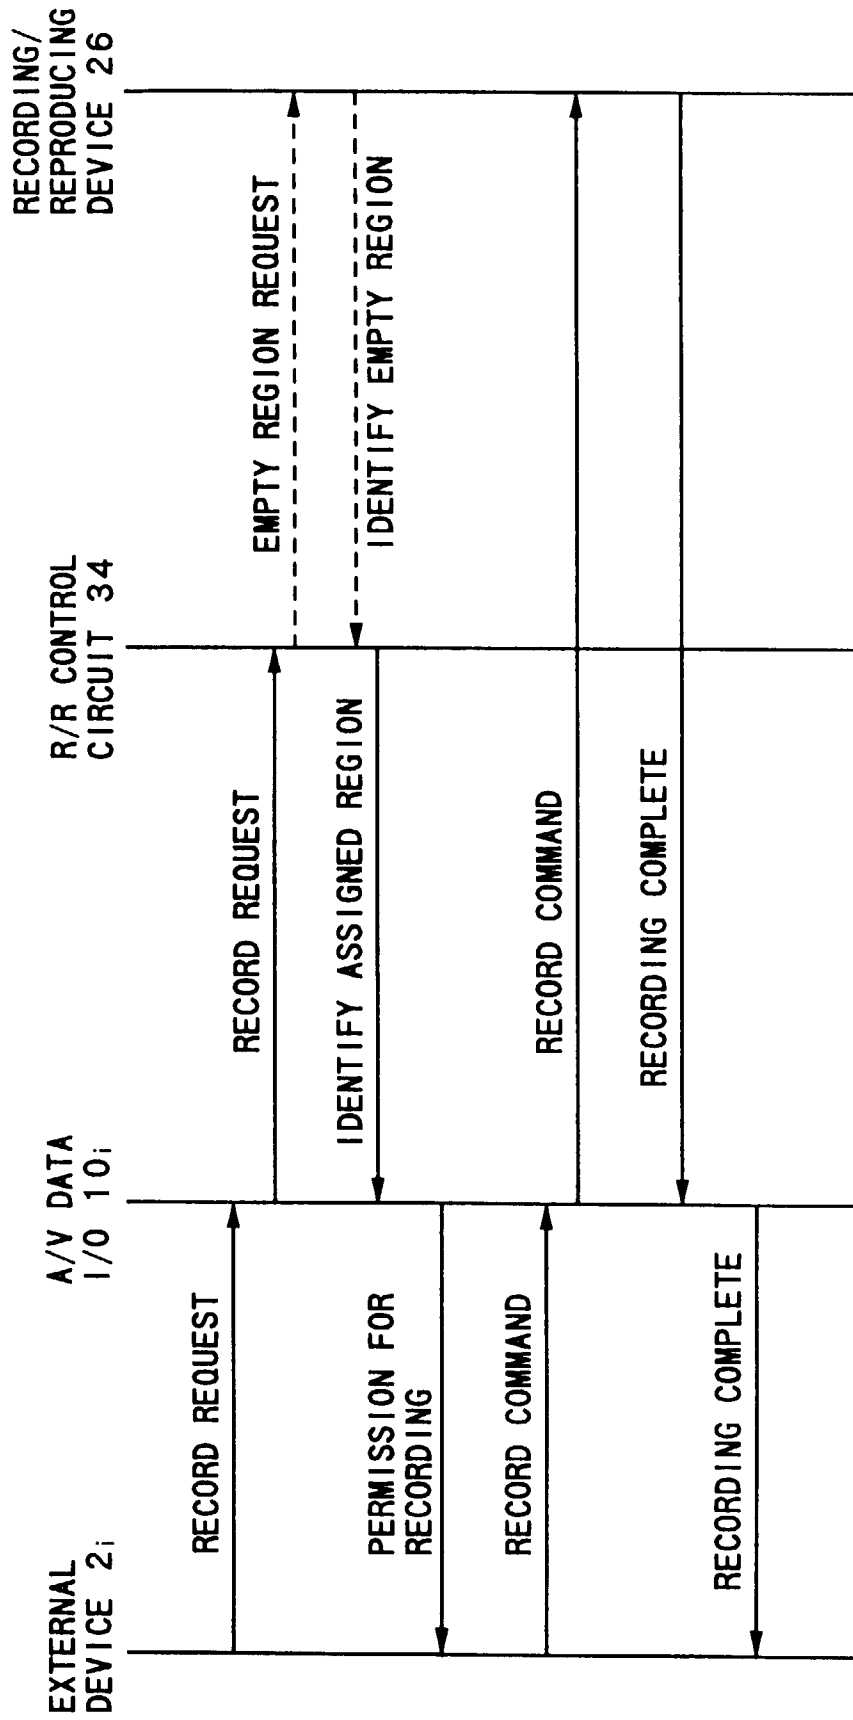 EXTERNAL
DEVICE 2i
A/V DATA
I/O 10i
R/R CONTROL
CIRCUIT 34
RECORDING/
REPRODUCING
DEVICE 26
RECORD REQUEST
RECORD REQUEST
EMPTY REGION REQUEST
IDENTIFY EMPTY REGION
IDENTIFY ASSIGNED REGION
PERMISSION FOR
RECORDING
RECORD COMMAND
RECORD COMMAND
RECORDING COMPLETE
RECORDING COMPLETE